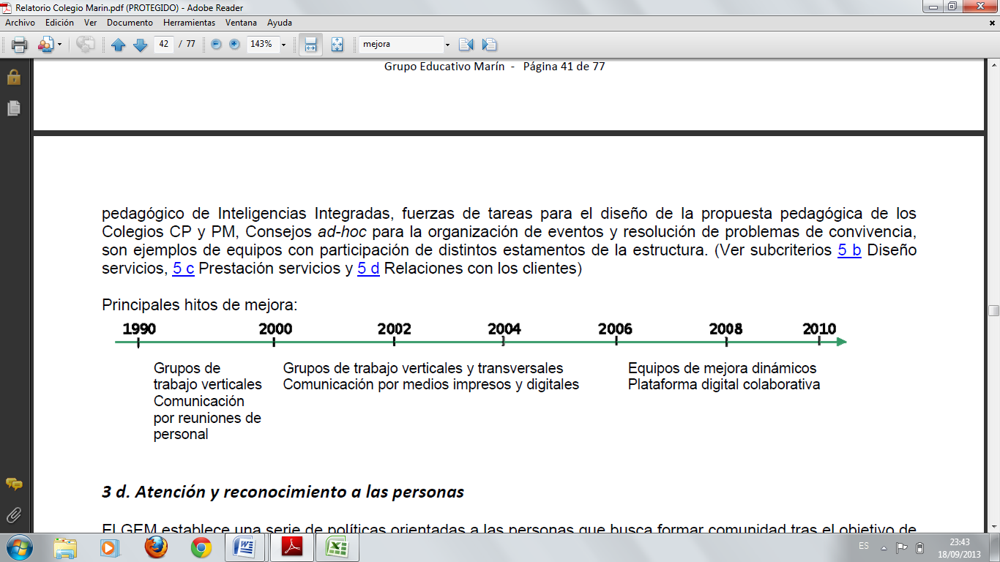 Relatorio Colegio Marin.pdf (PROTEGIDO) - Adobe Reader
Archivo Edición Ver Documento Herramientas Ventana Ayuda
42 / 77 143% mejora
Grupo Educativo Marín - Página 41 de 77
pedagógico de Inteligencias Integradas, fuerzas de tareas para el diseño de la propuesta pedagógica de los
Colegios CP y PM, Consejos ad-hoc para la organización de eventos y resolución de problemas de convivencia,
son ejemplos de equipos con participación de distintos estamentos de la estructura. (Ver subcriterios 5 b Diseño
servicios, 5 c Prestación servicios y 5 d Relaciones con los clientes)
Principales hitos de mejora:
1990 2000 2002 2004 2006 2008 2010
Grupos de
trabajo verticales
Comunicación
por reuniones de
personal
Grupos de trabajo verticales y transversales
Comunicación por medios impresos y digitales
Equipos de mejora dinámicos
Plataforma digital colaborativa
3 d. Atención y reconocimiento a las personas
El GEM establece una serie de políticas orientadas a las personas que busca formar comunidad tras el objetivo de
ES 23:43
18/09/2013